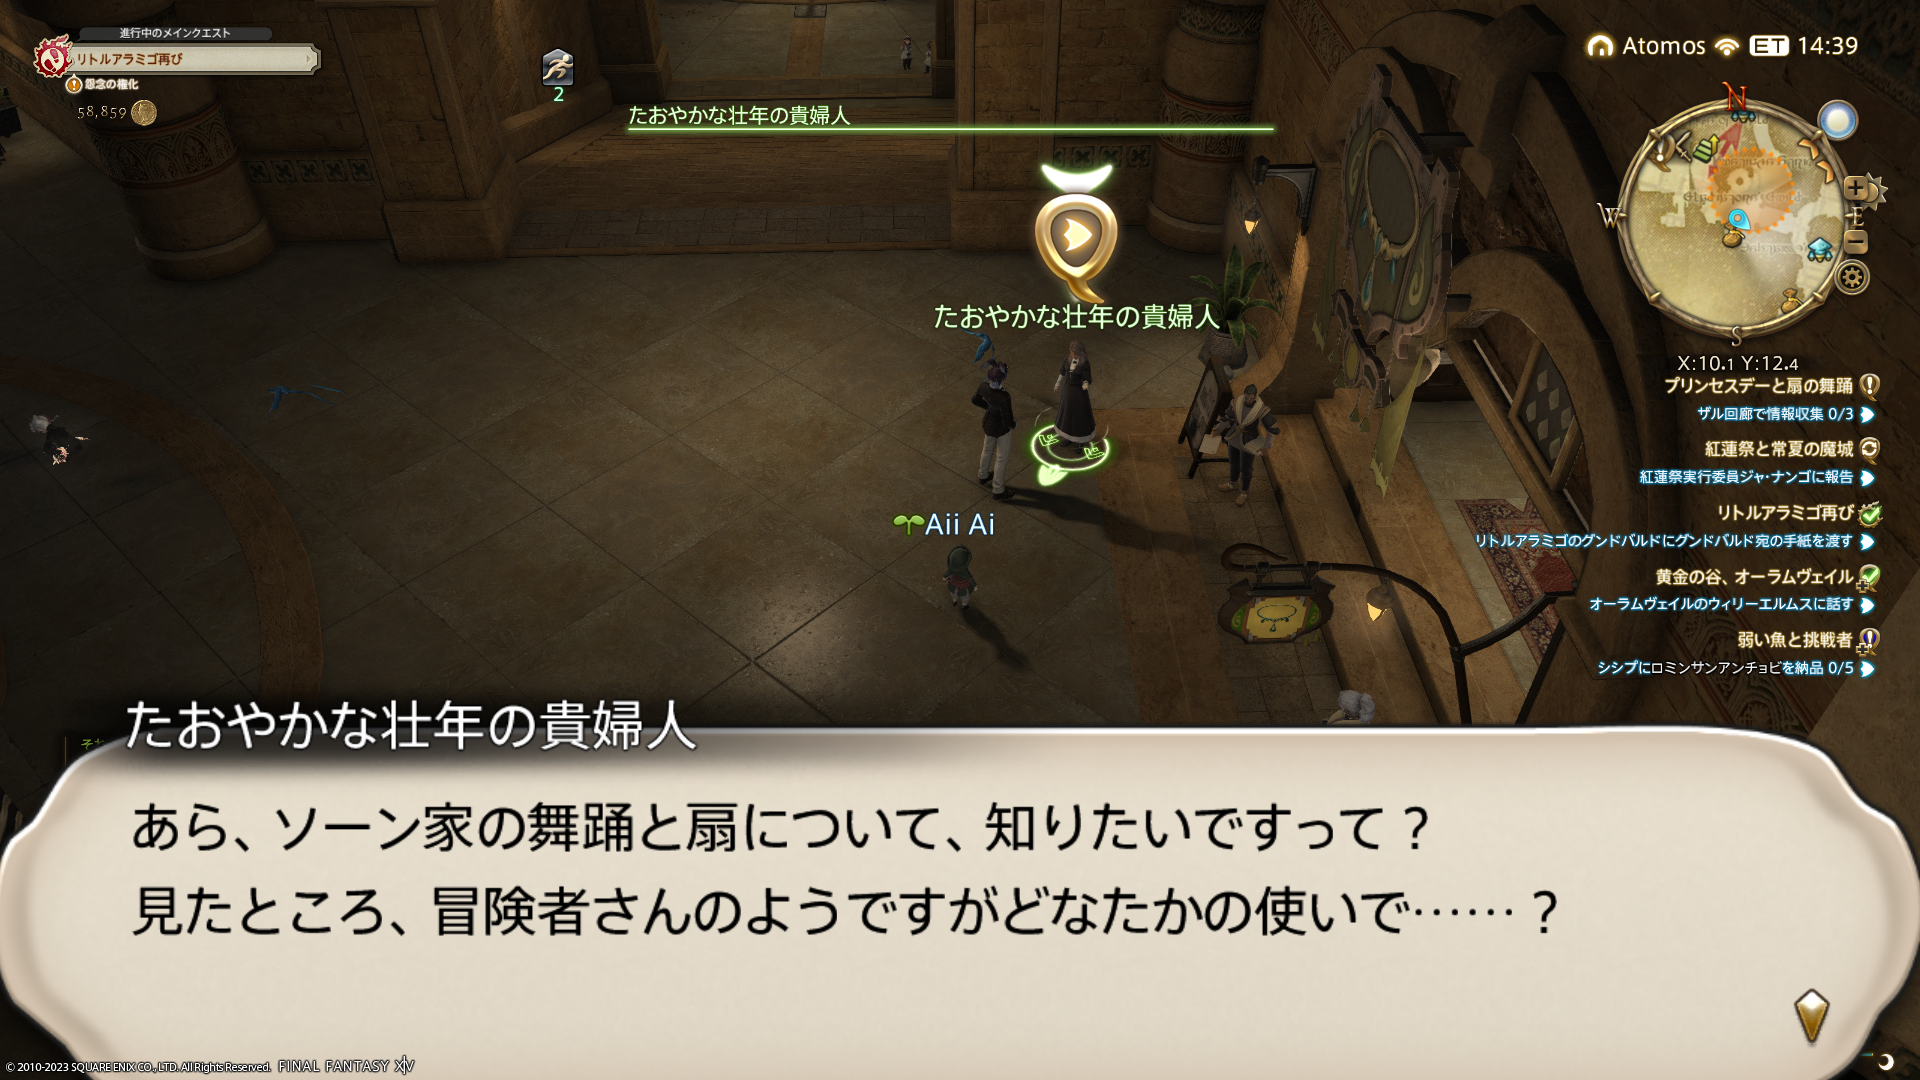 進行中のメインクエスト
リトルアラミゴ再び
怨念の権化
58,859
2
たおやかな壮年の貴婦人
Atomos ET 14:39
N
W
E
S
X:10.1 Y:12.4
プリンセスデーと扇の舞踊
ザル回廊で情報収集 0/3
紅蓮祭と常夏の魔城
紅蓮祭実行委員ジャ・ナンゴに報告
リトルアラミゴ再び
リトルアラミゴのグンドバルドにグンドバルド宛の手紙を渡す
黄金の谷、オーラムヴェイル
オーラムヴェイルのウィリーエルムスに話す
弱い魚と挑戦者
シシプにロミンサンアンチョビを納品 0/5
たおやかな壮年の貴婦人
Aii Ai
たおやかな壮年の貴婦人
あら、ソーン家の舞踊と扇について、知りたいですって？
見たところ、冒険者さんのようですがどなたかの使いで……？
© 2010-2023 SQUARE ENIX CO., LTD. All Rights Reserved. FINAL FANTASY XIV